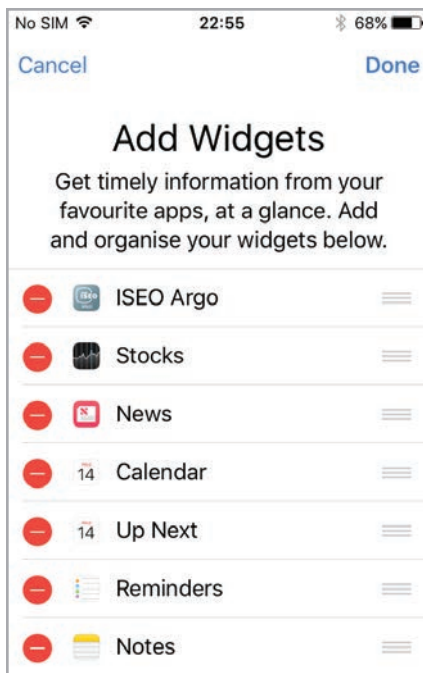 No SIM 22:55 68%
Cancel Done
Add Widgets
Get timely information from your
favourite apps, at a glance. Add
and organise your widgets below.
ISEO Argo
Stocks
News
14 Calendar
14 Up Next
Reminders
Notes